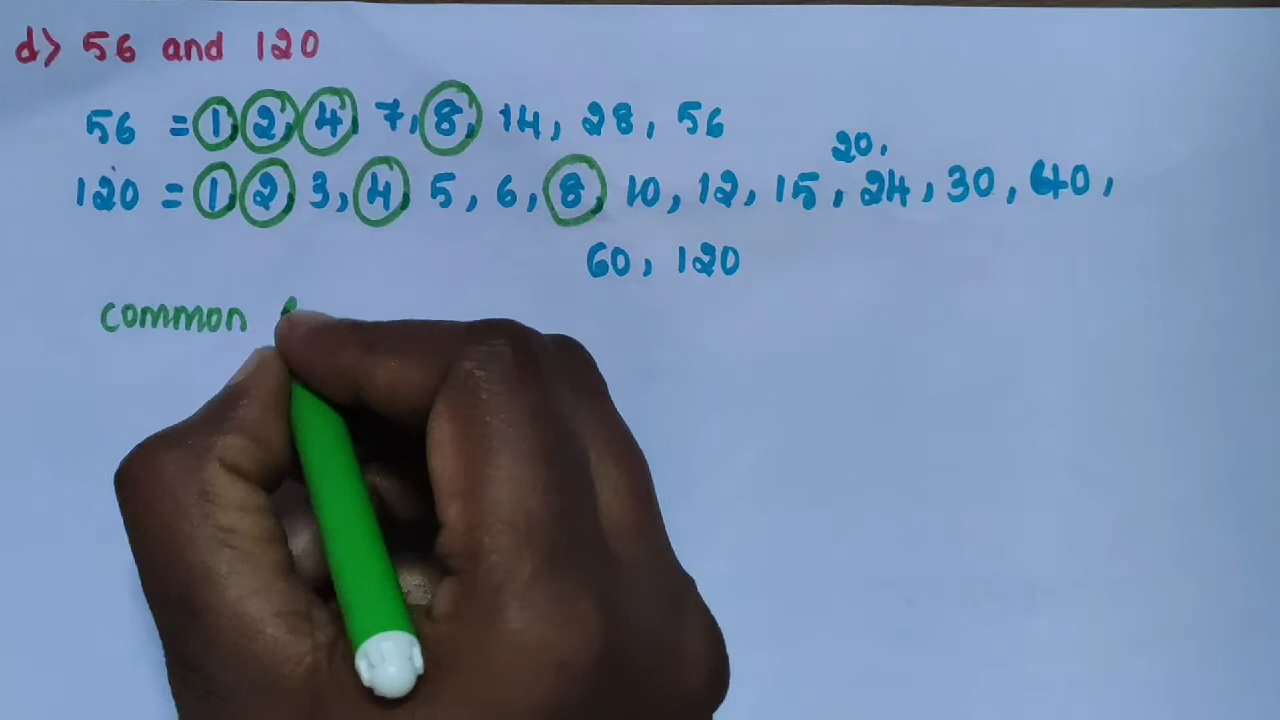 d) 56 and 120
56 = 1, 2, 4, 7, 8, 14, 28, 56
20,
120 = 1, 2, 3, 4, 5, 6, 8, 10, 12, 15, 24, 30, 40,
60, 120
common